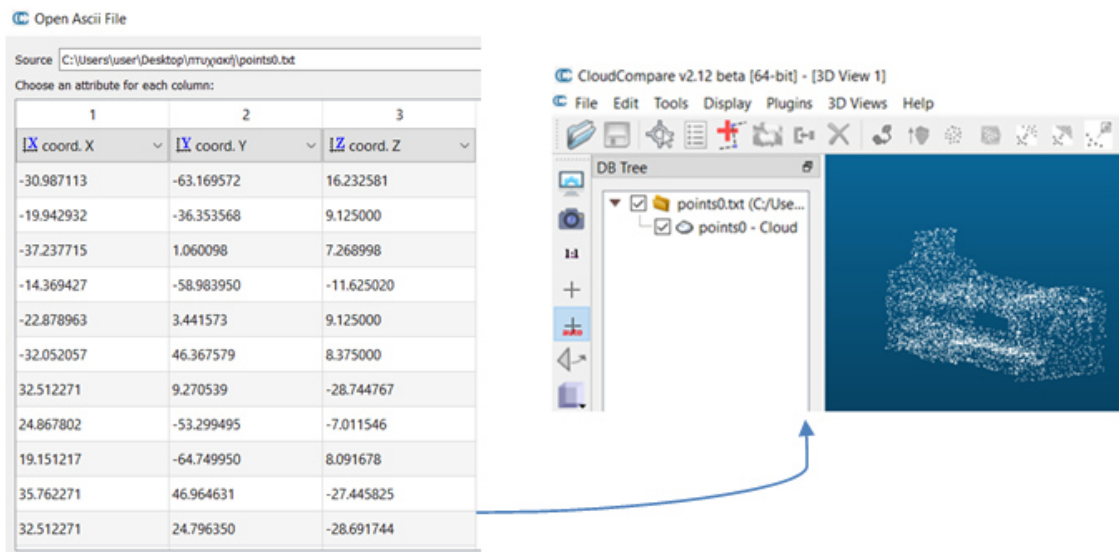 Open Ascii File
Source C:\Users\user\Desktop\πτυχιακή\points0.txt
Choose an attribute for each column:
1 2 3
X coord. X Y coord. Y Z coord. Z
-30.987113 -63.169572 16.232581
-19.942932 -36.353568 9.125000
-37.237715 1.060098 7.268998
-14.369427 -58.983950 -11.625020
-22.878963 3.441573 9.125000
-32.052057 46.367579 8.375000
32.512271 9.270539 -28.744767
24.867802 -53.299495 -7.011546
19.151217 -64.749950 8.091678
35.762271 46.964631 -27.445825
32.512271 24.796350 -28.691744
CloudCompare v2.12 beta [64-bit] - [3D View 1]
File Edit Tools Display Plugins 3D Views Help
DB Tree
points0.txt (C:/Use...
points0 - Cloud
1:1
auto